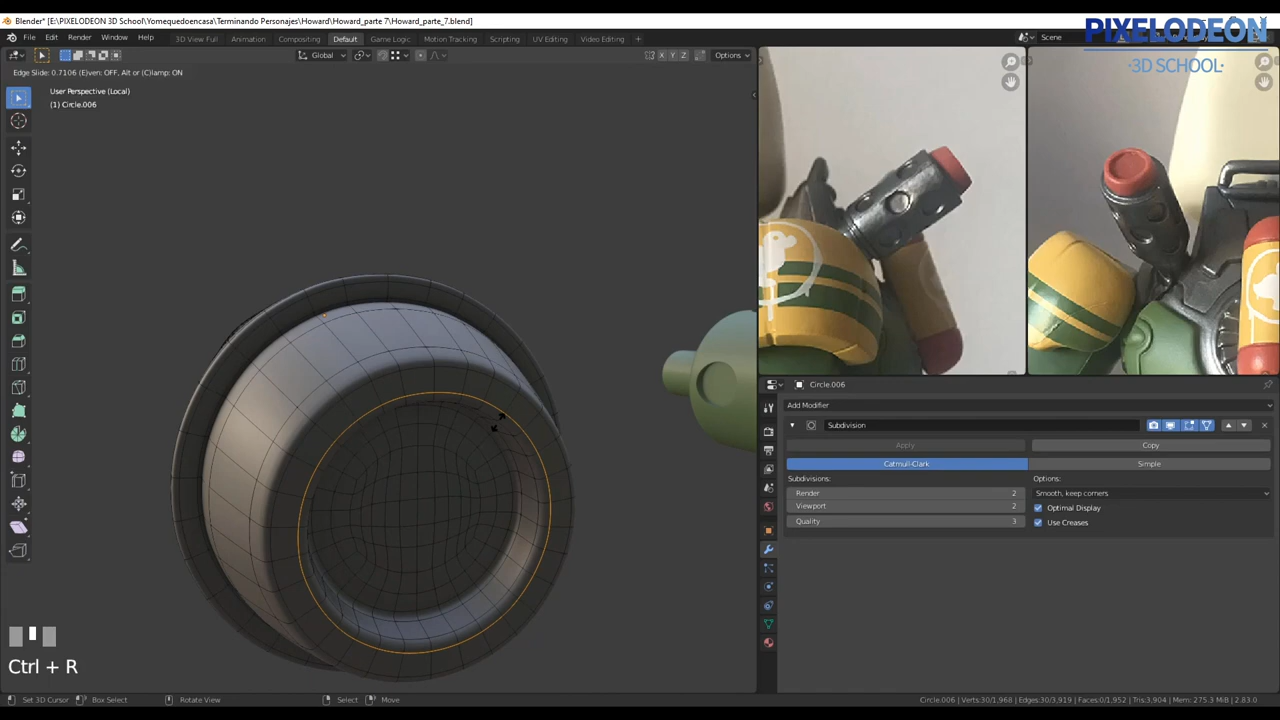 Blender* [E:\PIXELODEON 3D School\Yomequedoencasa\Terminando Personajes\Howard\Howard_parte 7\Howard_parte_7.blend]
PIXELODEON
·3D SCHOOL·
File Edit Render Window Help 3D View Full Animation Compositing Default Game Logic Motion Tracking Scripting UV Editing Video Editing + Scene
Global X Y Z Options
Edge Slide: 0.7106 (E)ven: OFF, Alt or (C)lamp: ON
User Perspective (Local)
(1) Circle.006
Circle.006
Add Modifier
Subdivision
Apply Copy
Catmull-Clark Simple
Subdivisions: Options:
Render 2 Smooth, keep corners
Viewport 2 Optimal Display
Quality 3 Use Creases
Ctrl + R
Set 3D Cursor Box Select Rotate View Select Move Circle.006 | Verts:30/1,968 | Edges:30/3,919 | Faces:0/1,952 | Tris:3,904 | Mem: 275.3 MiB | 2.83.0